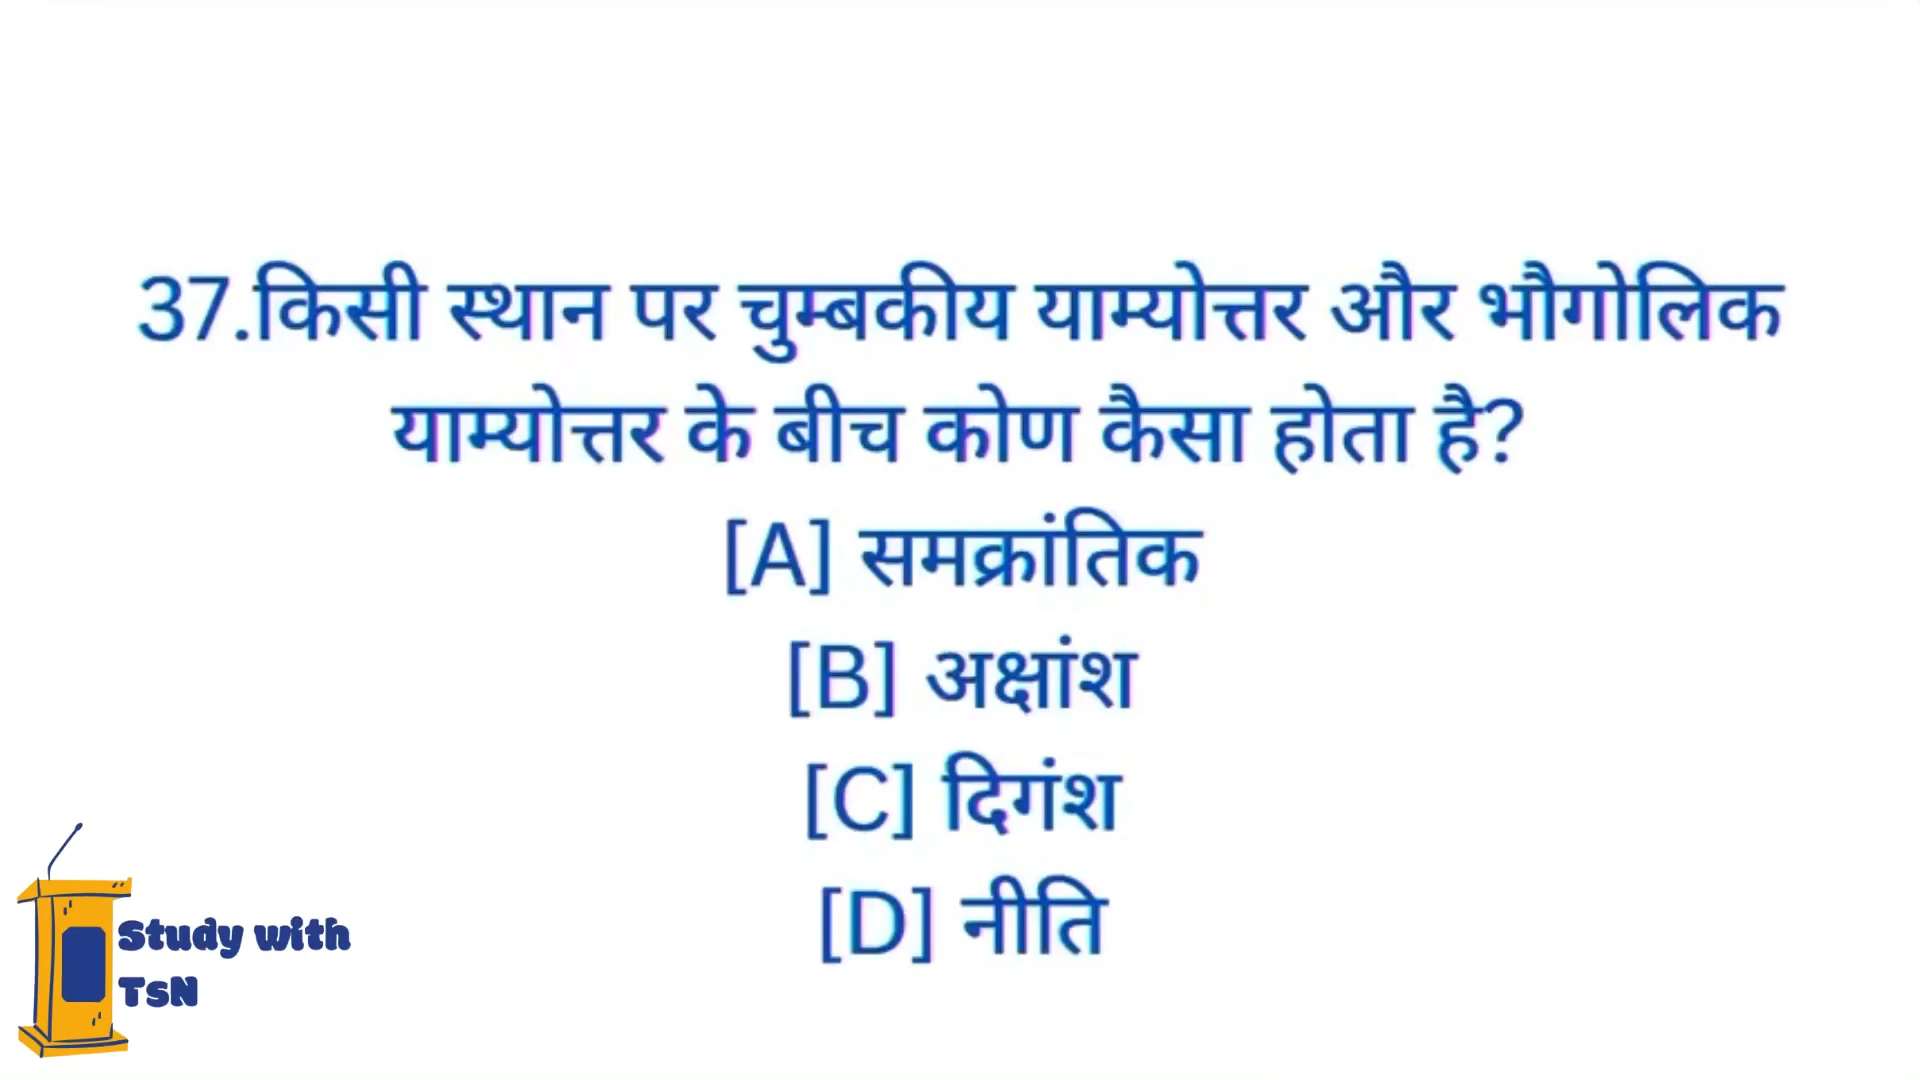 37.किसी स्थान पर चुम्बकीय याम्योत्तर और भौगोलिक
याम्योत्तर के बीच कोण कैसा होता है?
[A] समक्रांतिक
[B] अक्षांश
[C] दिगंश
[D] नीति
Study with
TsN